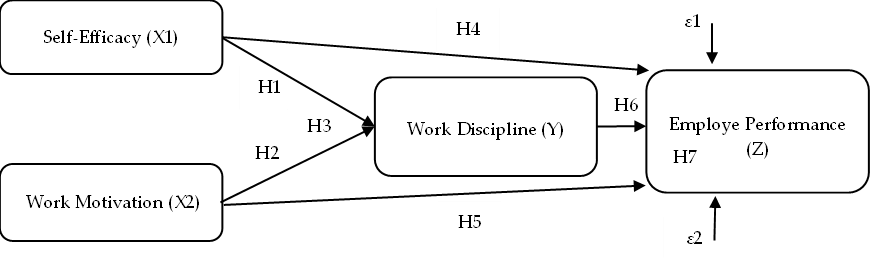 Self-Efficacy (X1)
H4
ε1
H1
H3
Work Discipline (Y)
H6
Employe Performance
(Z)
H7
H2
Work Motivation (X2)
H5
ε2